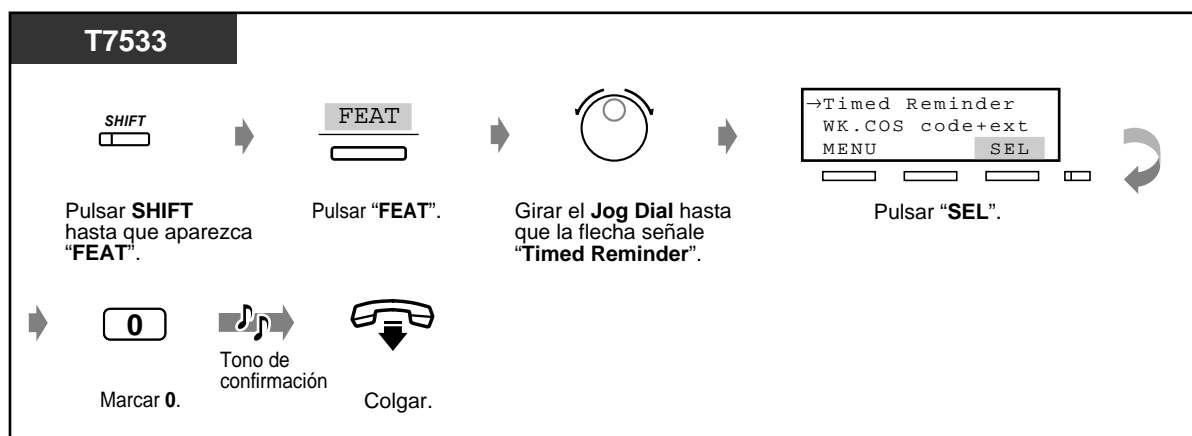 T7533
SHIFT
Pulsar SHIFT
hasta que aparezca
“FEAT”.
FEAT
Pulsar “FEAT”.
Girar el Jog Dial hasta
que la flecha señale
“Timed Reminder”.
→Timed Reminder
WK.COS code+ext
MENU SEL
Pulsar “SEL”.
0
Marcar 0.
Tono de
confirmación
Colgar.